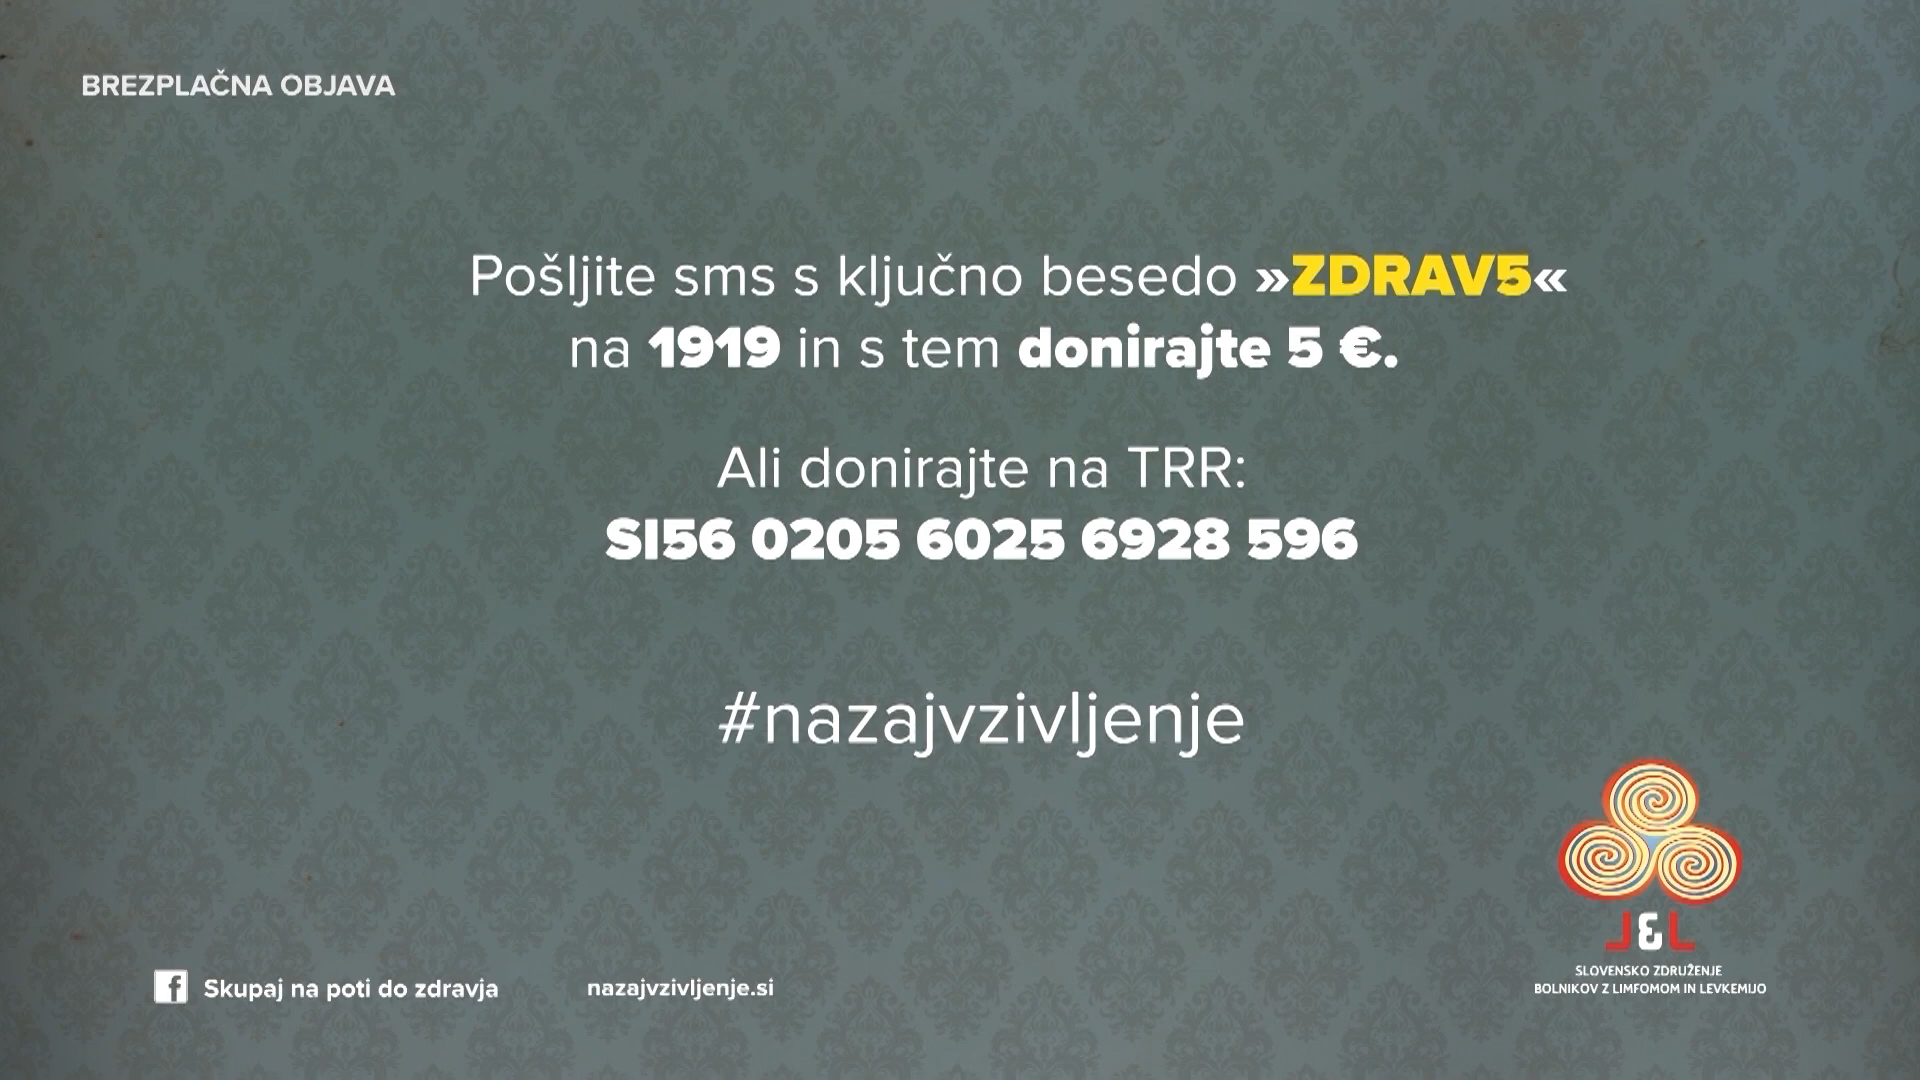 BREZPLAČNA OBJAVA
Pošljite sms s ključno besedo »ZDRAV5«
na 1919 in s tem donirajte 5 €.
Ali donirajte na TRR:
SI56 0205 6025 6928 596
#nazajvzivljenje
L&L
SLOVENSKO ZDRUŽENJE
BOLNIKOV Z LIMFOMOM IN LEVKEMIJO
f Skupaj na poti do zdravja nazajvzivljenje.si